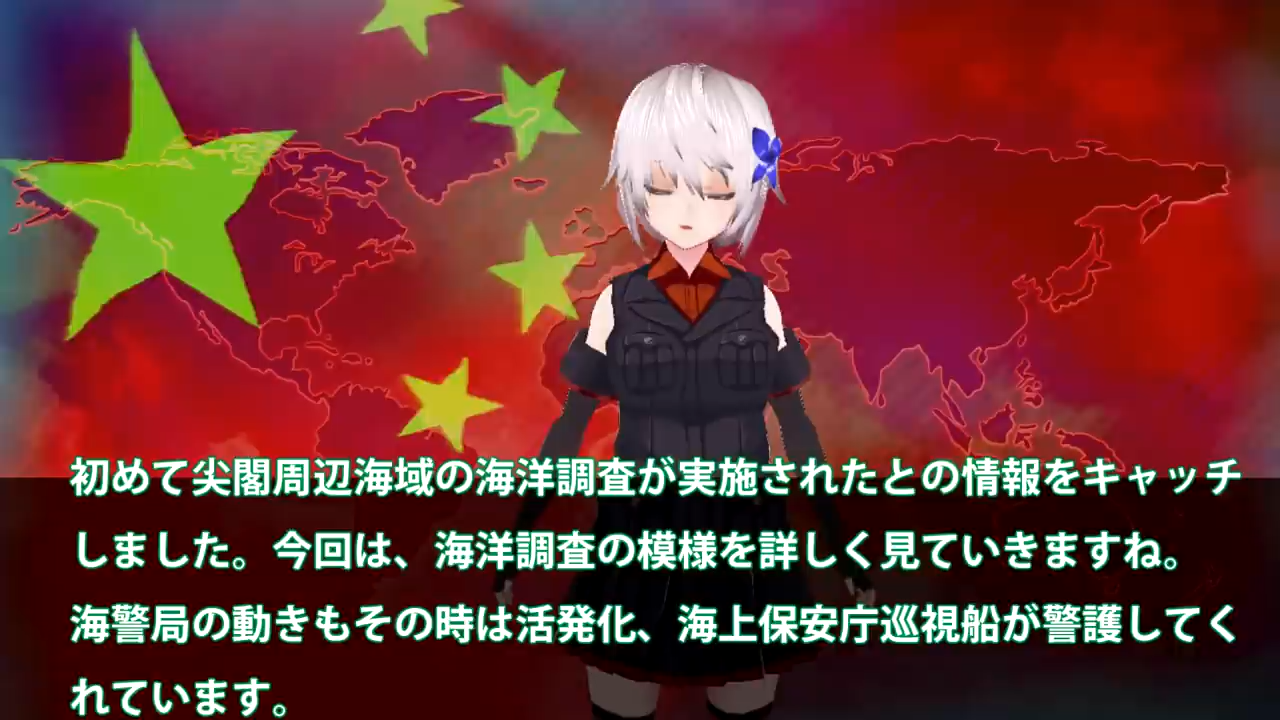 初めて尖閣周辺海域の海洋調査が実施されたとの情報をキャッチ
しました。今回は、海洋調査の模様を詳しく見ていきますね。
海警局の動きもその時は活発化、海上保安庁巡視船が警護してく
れています。